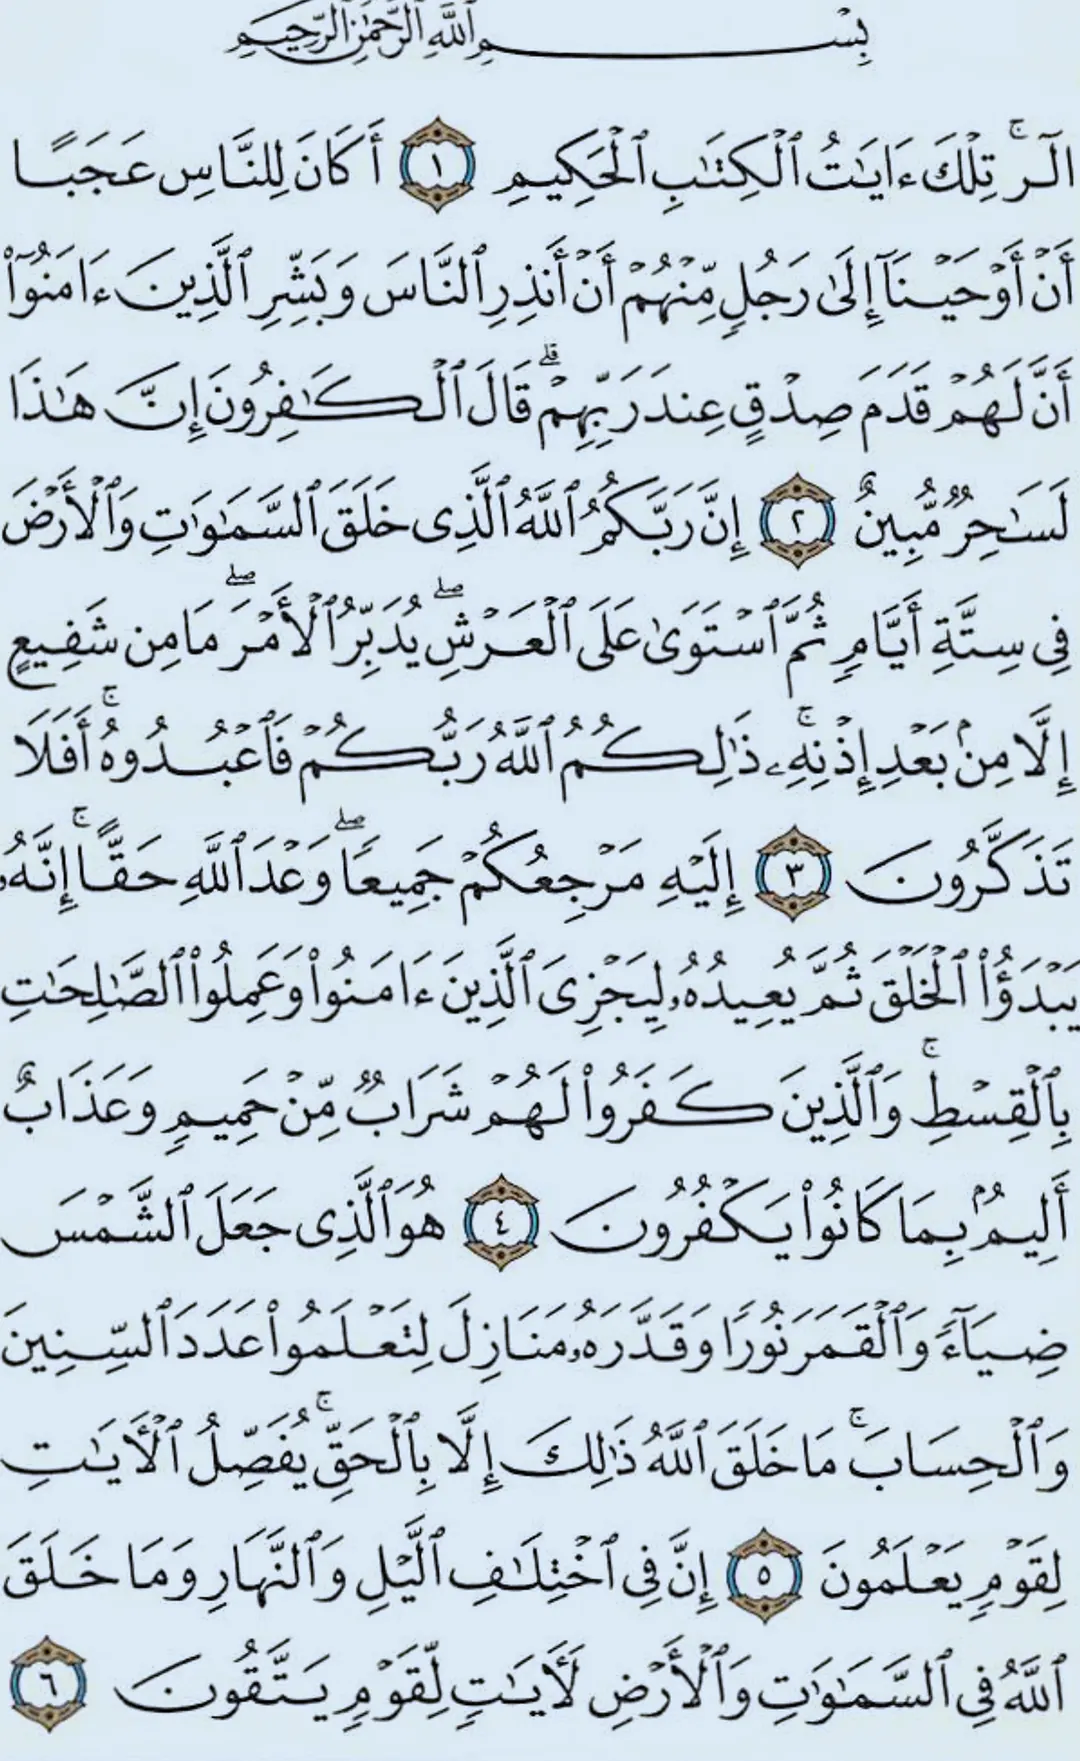 بِسْمِ ٱللَّهِ ٱلرَّحْمَٰنِ ٱلرَّحِيمِ
الٓرۚ تِلْكَ ءَايَٰتُ ٱلْكِتَٰبِ ٱلْحَكِيمِ ١ أَكَانَ لِلنَّاسِ عَجَبًا
أَنْ أَوْحَيْنَآ إِلَىٰ رَجُلٍ مِّنْهُمْ أَنْ أَنذِرِ ٱلنَّاسَ وَبَشِّرِ ٱلَّذِينَ ءَامَنُوٓا۟
أَنَّ لَهُمْ قَدَمَ صِدْقٍ عِندَ رَبِّهِمْۗ قَالَ ٱلْكَٰفِرُونَ إِنَّ هَٰذَا
لَسَٰحِرٌ مُّبِينٌ ٢ إِنَّ رَبَّكُمُ ٱللَّهُ ٱلَّذِى خَلَقَ ٱلسَّمَٰوَٰتِ وَٱلْأَرْضَ
فِى سِتَّةِ أَيَّامٍ ثُمَّ ٱسْتَوَىٰ عَلَى ٱلْعَرْشِۖ يُدَبِّرُ ٱلْأَمْرَۖ مَا مِن شَفِيعٍ
إِلَّا مِنۢ بَعْدِ إِذْنِهِۦۚ ذَٰلِكُمُ ٱللَّهُ رَبُّكُمْ فَٱعْبُدُوهُۚ أَفَلَا
تَذَكَّرُونَ ٣ إِلَيْهِ مَرْجِعُكُمْ جَمِيعًاۖ وَعْدَ ٱللَّهِ حَقًّاۚ إِنَّهُۥ
يَبْدَؤُا۟ ٱلْخَلْقَ ثُمَّ يُعِيدُهُۥ لِيَجْزِىَ ٱلَّذِينَ ءَامَنُوا۟ وَعَمِلُوا۟ ٱلصَّٰلِحَٰتِ
بِٱلْقِسْطِۚ وَٱلَّذِينَ كَفَرُوا۟ لَهُمْ شَرَابٌ مِّنْ حَمِيمٍ وَعَذَابٌ
أَلِيمٌۢ بِمَا كَانُوا۟ يَكْفُرُونَ ٤ هُوَ ٱلَّذِى جَعَلَ ٱلشَّمْسَ
ضِيَآءً وَٱلْقَمَرَ نُورًا وَقَدَّرَهُۥ مَنَازِلَ لِتَعْلَمُوا۟ عَدَدَ ٱلسِّنِينَ
وَٱلْحِسَابَۚ مَا خَلَقَ ٱللَّهُ ذَٰلِكَ إِلَّا بِٱلْحَقِّۚ يُفَصِّلُ ٱلْءَايَٰتِ
لِقَوْمٍ يَعْلَمُونَ ٥ إِنَّ فِى ٱخْتِلَٰفِ ٱلَّيْلِ وَٱلنَّهَارِ وَمَا خَلَقَ
ٱللَّهُ فِى ٱلسَّمَٰوَٰتِ وَٱلْأَرْضِ لَءَايَٰتٍ لِّقَوْمٍ يَتَّقُونَ ٦